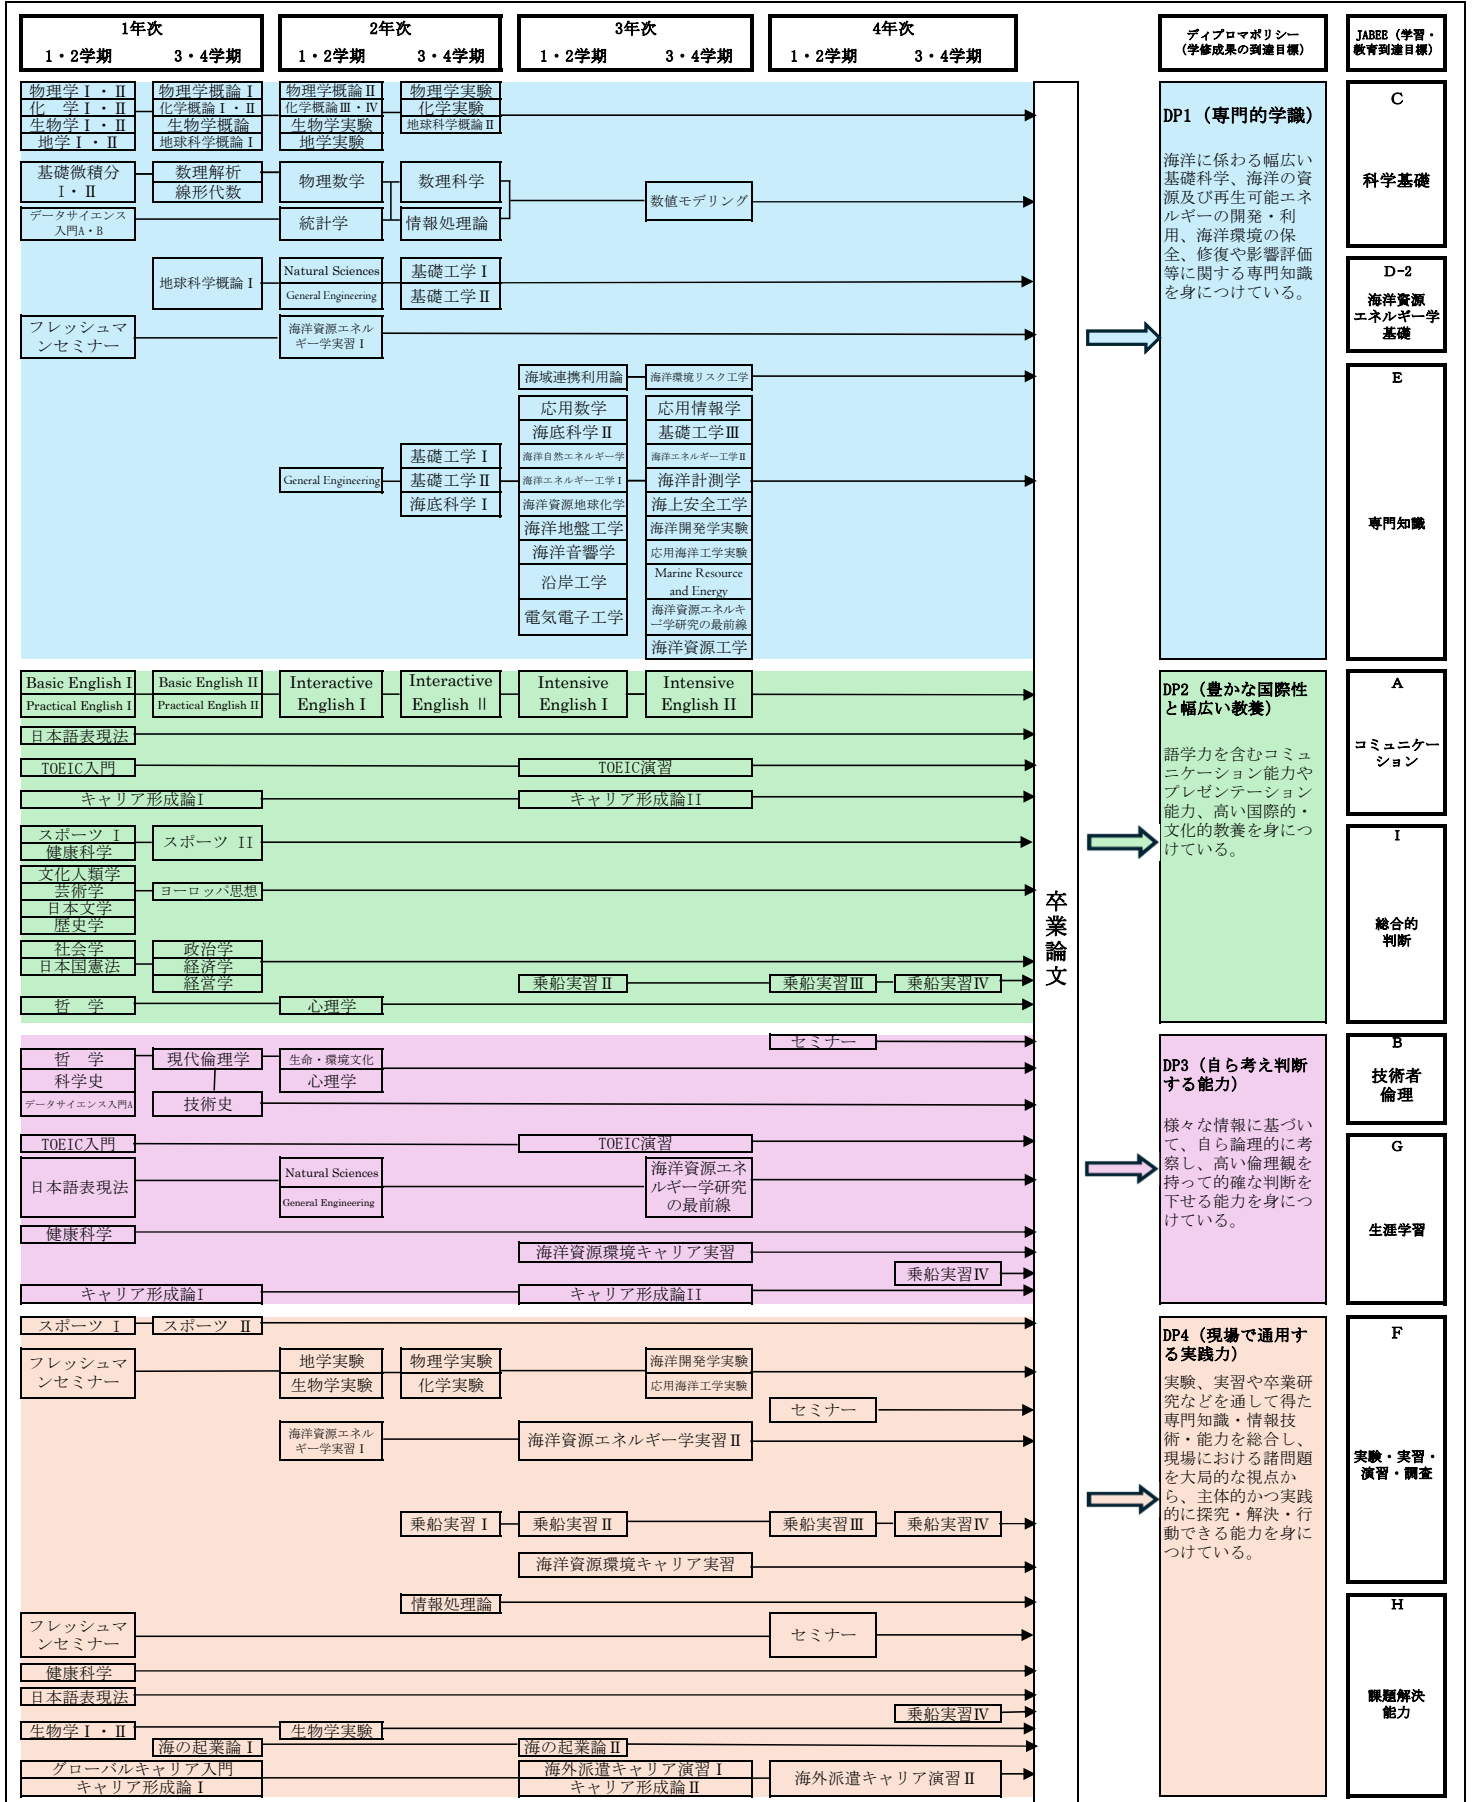 1年次
2年次
3年次
4年次
1・2学期
3・4学期
1・2学期
3・4学期
1・2学期
3・4学期
1・2学期
3・4学期
ディプロマポリシー
(学修成果の到達目標)
JABEE (学習・
教育到達目標)
物理学Ⅰ・Ⅱ
物理学概論Ⅰ
物理学概論Ⅱ
物理学実験
化　学Ⅰ・Ⅱ
化学概論Ⅰ・Ⅱ
化学概論Ⅲ・Ⅳ
化学実験
生物学Ⅰ・Ⅱ
生物学概論
生物学実験
地球科学概論Ⅱ
地学Ⅰ・Ⅱ
地球科学概論Ⅰ
地学実験
基礎微積分
Ⅰ・Ⅱ
数理解析
線形代数
物理数学
数理科学
数値モデリング
データサイエンス
入門A・B
統計学
情報処理論
地球科学概論Ⅰ
Natural Sciences
General Engineering
基礎工学Ⅰ
基礎工学Ⅱ
フレッシュマ
ンセミナー
海洋資源エネル
ギー学実習Ⅰ
海域連携利用論
海洋環境リスク工学
応用数学
応用情報学
海底科学Ⅱ
基礎工学Ⅲ
基礎工学Ⅰ
海洋自然エネルギー学
海洋エネルギー工学Ⅱ
General Engineering
基礎工学Ⅱ
海洋エネルギー工学Ⅰ
海洋計測学
海底科学Ⅰ
海洋資源地球化学
海上安全工学
海洋地盤工学
海洋開発学実験
海洋音響学
応用海洋工学実験
沿岸工学
Marine Resource
and Energy
電気電子工学
海洋資源エネルギ
ー学研究の最前線
海洋資源工学
DP1 (専門的学識)
海洋に係わる幅広い
基礎科学、海洋の資
源及び再生可能エネ
ルギーの開発・利
用、海洋環境の保
全、修復や影響評価
等に関する専門知識
を身につけている。
C
科学基礎
D-2
海洋資源
エネルギー学
基礎
E
専門知識
Basic English I
Basic English II
Practical English I
Practical English II
Interactive
English I
Interactive
English Ⅱ
Intensive
English I
Intensive
English II
日本語表現法
TOEIC入門
TOEIC演習
キャリア形成論I
キャリア形成論II
スポーツ I
健康科学
スポーツ II
文化人類学
芸術学
ヨーロッパ思想
日本文学
歴史学
社会学
政治学
日本国憲法
経済学
経営学
乗船実習Ⅱ
乗船実習Ⅲ
乗船実習Ⅳ
哲　学
心理学
卒業論文
DP2 (豊かな国際性
と幅広い教養)
語学力を含むコミュ
ニケーション能力や
プレゼンテーション
能力、高い国際的・
文化的教養を身につ
けている。
A
コミュニケー
ション
I
総合的
判断
セミナー
哲　学
現代倫理学
生命・環境文化
科学史
心理学
データサイエンス入門A
技術史
TOEIC入門
TOEIC演習
日本語表現法
Natural Sciences
General Engineering
海洋資源エネ
ルギー学研究
の最前線
健康科学
海洋資源環境キャリア実習
乗船実習Ⅳ
キャリア形成論I
キャリア形成論II
DP3 (自ら考え判断
する能力)
様々な情報に基づい
て、自ら論理的に考
察し、高い倫理観を
持って的確な判断を
下せる能力を身につ
けている。
B
技術者
倫理
G
生涯学習
スポーツ I
スポーツ Ⅱ
フレッシュマ
ンセミナー
地学実験
生物学実験
物理学実験
化学実験
海洋開発学実験
応用海洋工学実験
セミナー
海洋資源エネル
ギー学実習Ⅰ
海洋資源エネルギー学実習Ⅱ
乗船実習Ⅰ
乗船実習Ⅱ
乗船実習Ⅲ
乗船実習Ⅳ
海洋資源環境キャリア実習
情報処理論
フレッシュマ
ンセミナー
セミナー
健康科学
日本語表現法
乗船実習Ⅳ
生物学Ⅰ・Ⅱ
生物学実験
海の起業論Ⅰ
海の起業論Ⅱ
グローバルキャリア入門
海外派遣キャリア演習Ⅰ
キャリア形成論Ⅰ
キャリア形成論Ⅱ
海外派遣キャリア演習Ⅱ
DP4 (現場で通用す
る実践力)
実験、実習や卒業研
究などを通して得た
専門知識・情報技
術・能力を総合し、
現場における諸問題
を大局的な視点か
ら、主体的かつ実践
的に探究・解決・行
動できる能力を身に
つけている。
F
実験・実習・
演習・調査
H
課題解決
能力